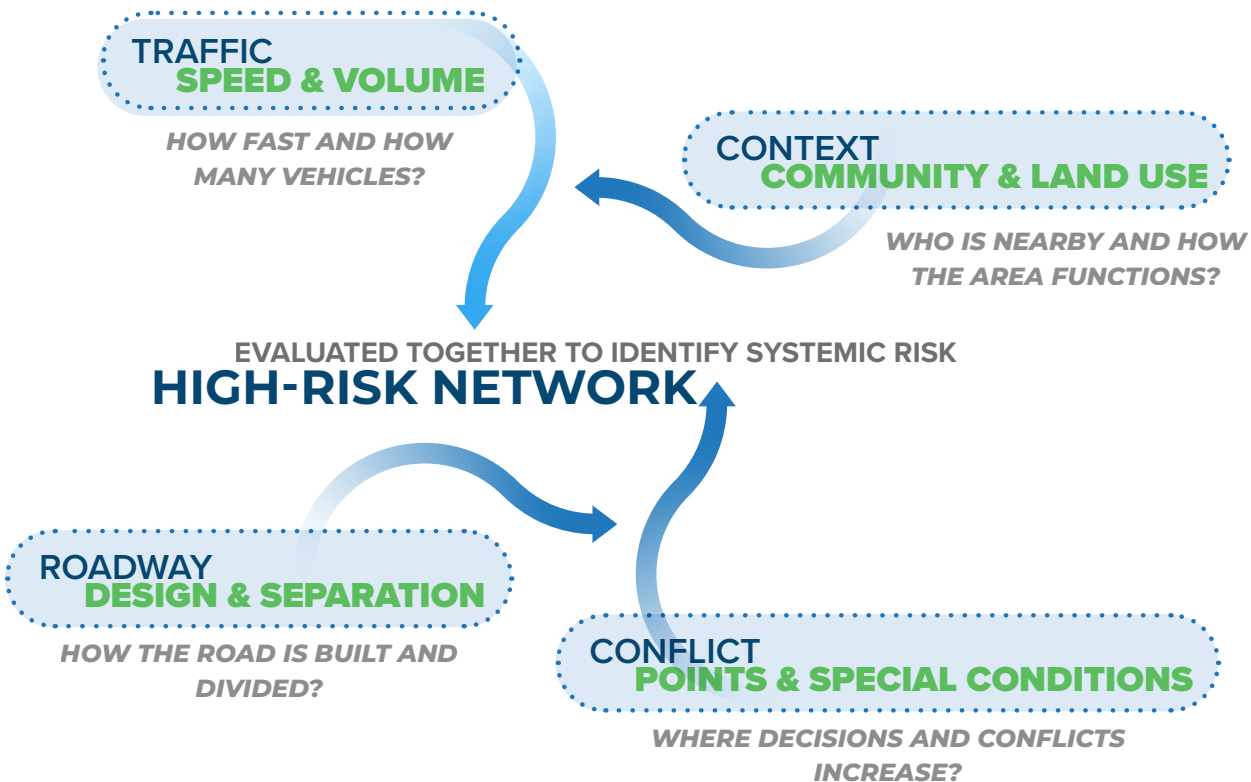 TRAFFIC
SPEED & VOLUME
HOW FAST AND HOW
MANY VEHICLES?
CONTEXT
COMMUNITY & LAND USE
WHO IS NEARBY AND HOW
THE AREA FUNCTIONS?
EVALUATED TOGETHER TO IDENTIFY SYSTEMIC RISK
HIGH-RISK NETWORK
ROADWAY
DESIGN & SEPARATION
HOW THE ROAD IS BUILT AND
DIVIDED?
CONFLICT
POINTS & SPECIAL CONDITIONS
WHERE DECISIONS AND CONFLICTS
INCREASE?